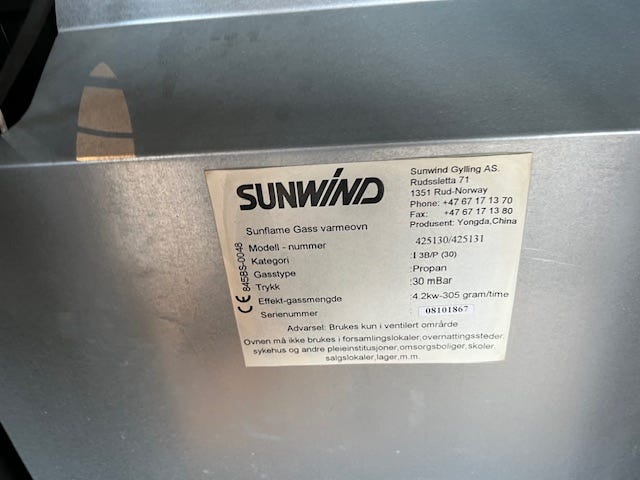 SUNWIND
Sunwind Gylling AS.
Rudssletta 71
1351 Rud-Norway
Phone: +47 67 17 13 70
Fax: +47 67 17 13 80
Produsent: Yongda,China
Sunflame Gass varmeovn
Modell - nummer 425130/425131
Kategori :I 3B/P (30)
Gasstype :Propan
Trykk :30 mBar
Effekt-gassmengde :4.2kw-305 gram/time
Serienummer : 08101867
CE 845BS-0048
Advarsel: Brukes kun i ventilert område
Ovnen må ikke brukes i forsamlingslokaler,overnattingssteder,
sykehus og andre pleieinstitusjoner,omsorgsboliger,skoler,
salgslokaler,lager,m.m.